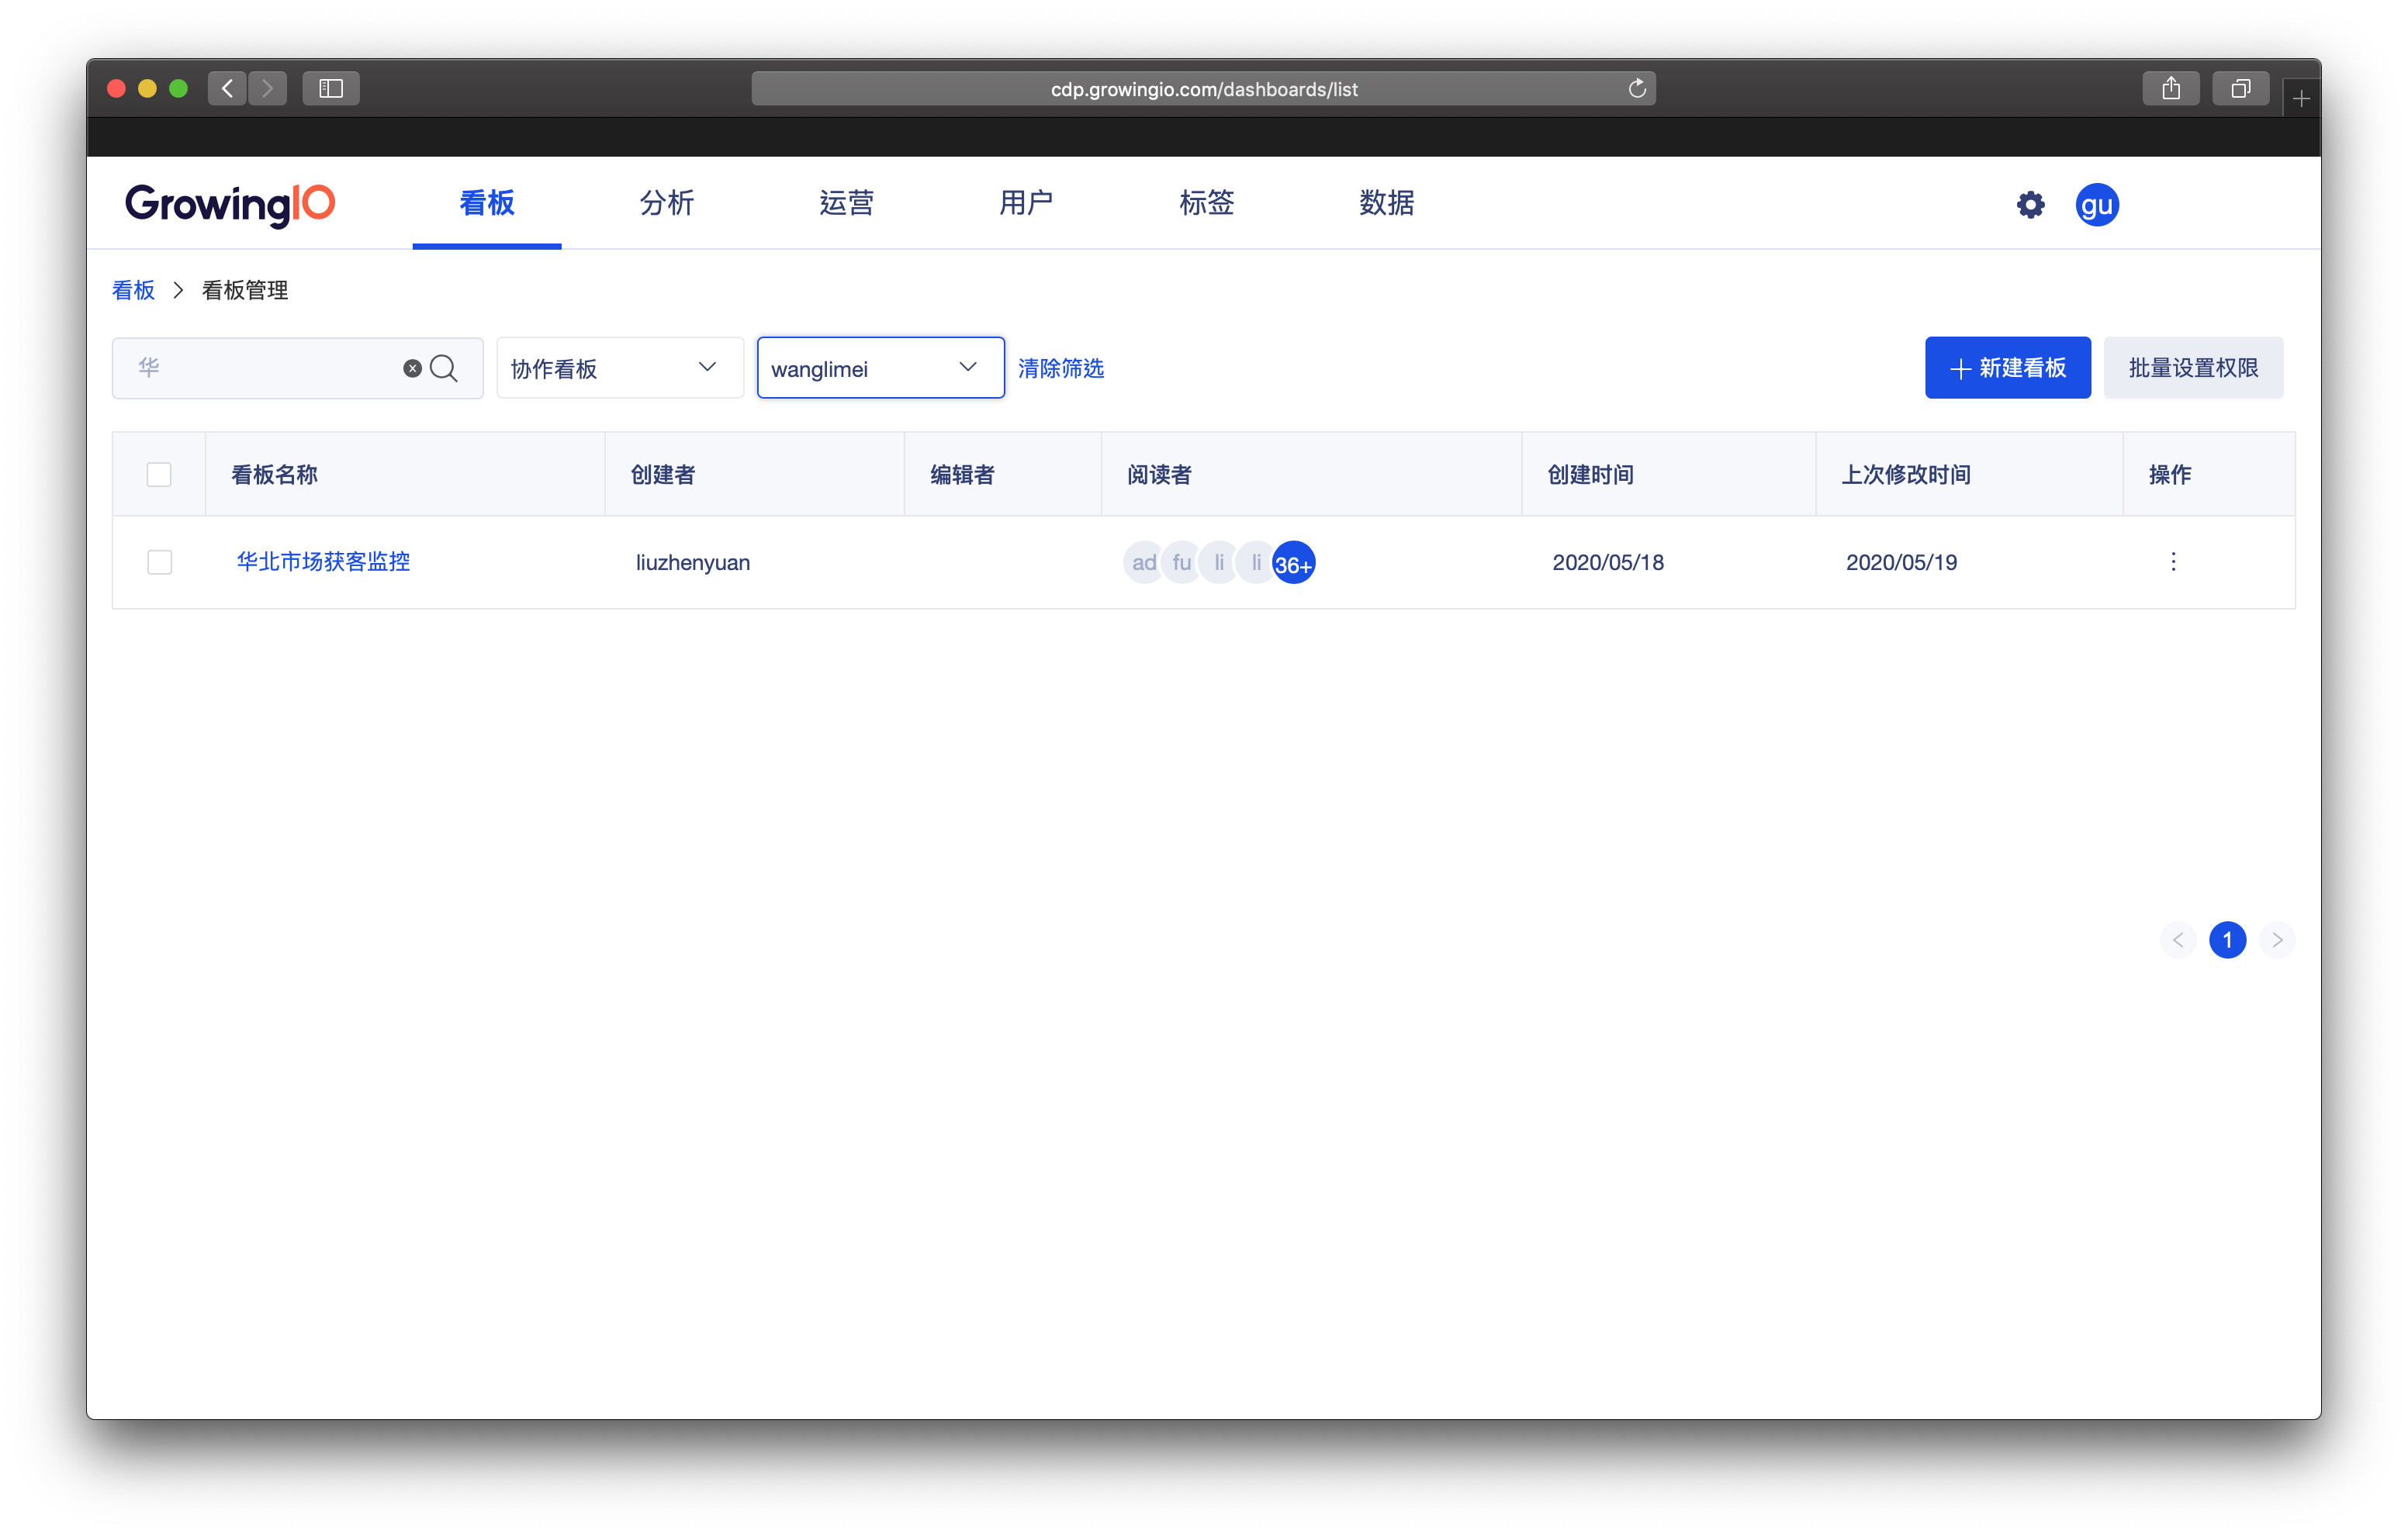 cdp.growingio.com/dashboards/list
GrowingIO 看板 分析 运营 用户 标签 数据 gu
看板 > 看板管理
华 协作看板 wanglimei 清除筛选 + 新建看板 批量设置权限
看板名称 创建者 编辑者 阅读者 创建时间 上次修改时间 操作
华北市场获客监控 liuzhenyuan ad fu li li 36+ 2020/05/18 2020/05/19
1